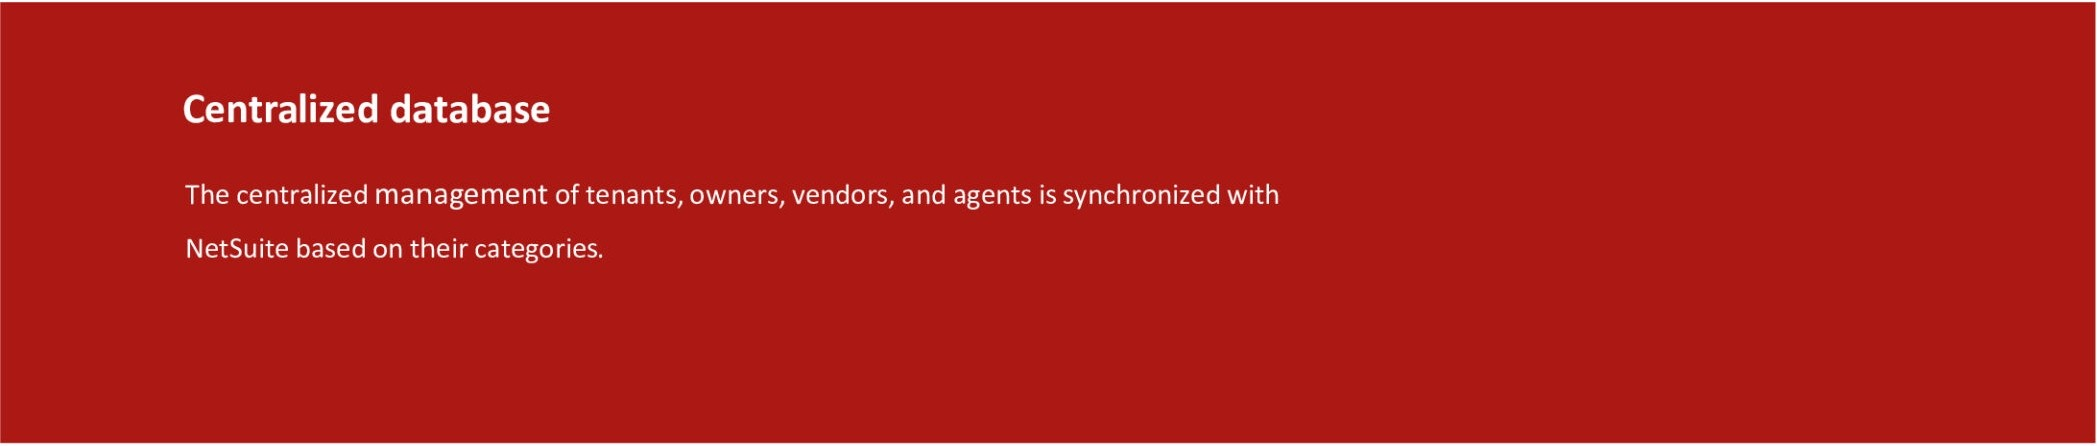 Centralized database
The centralized management of tenants, owners, vendors, and agents is synchronized with
NetSuite based on their categories.